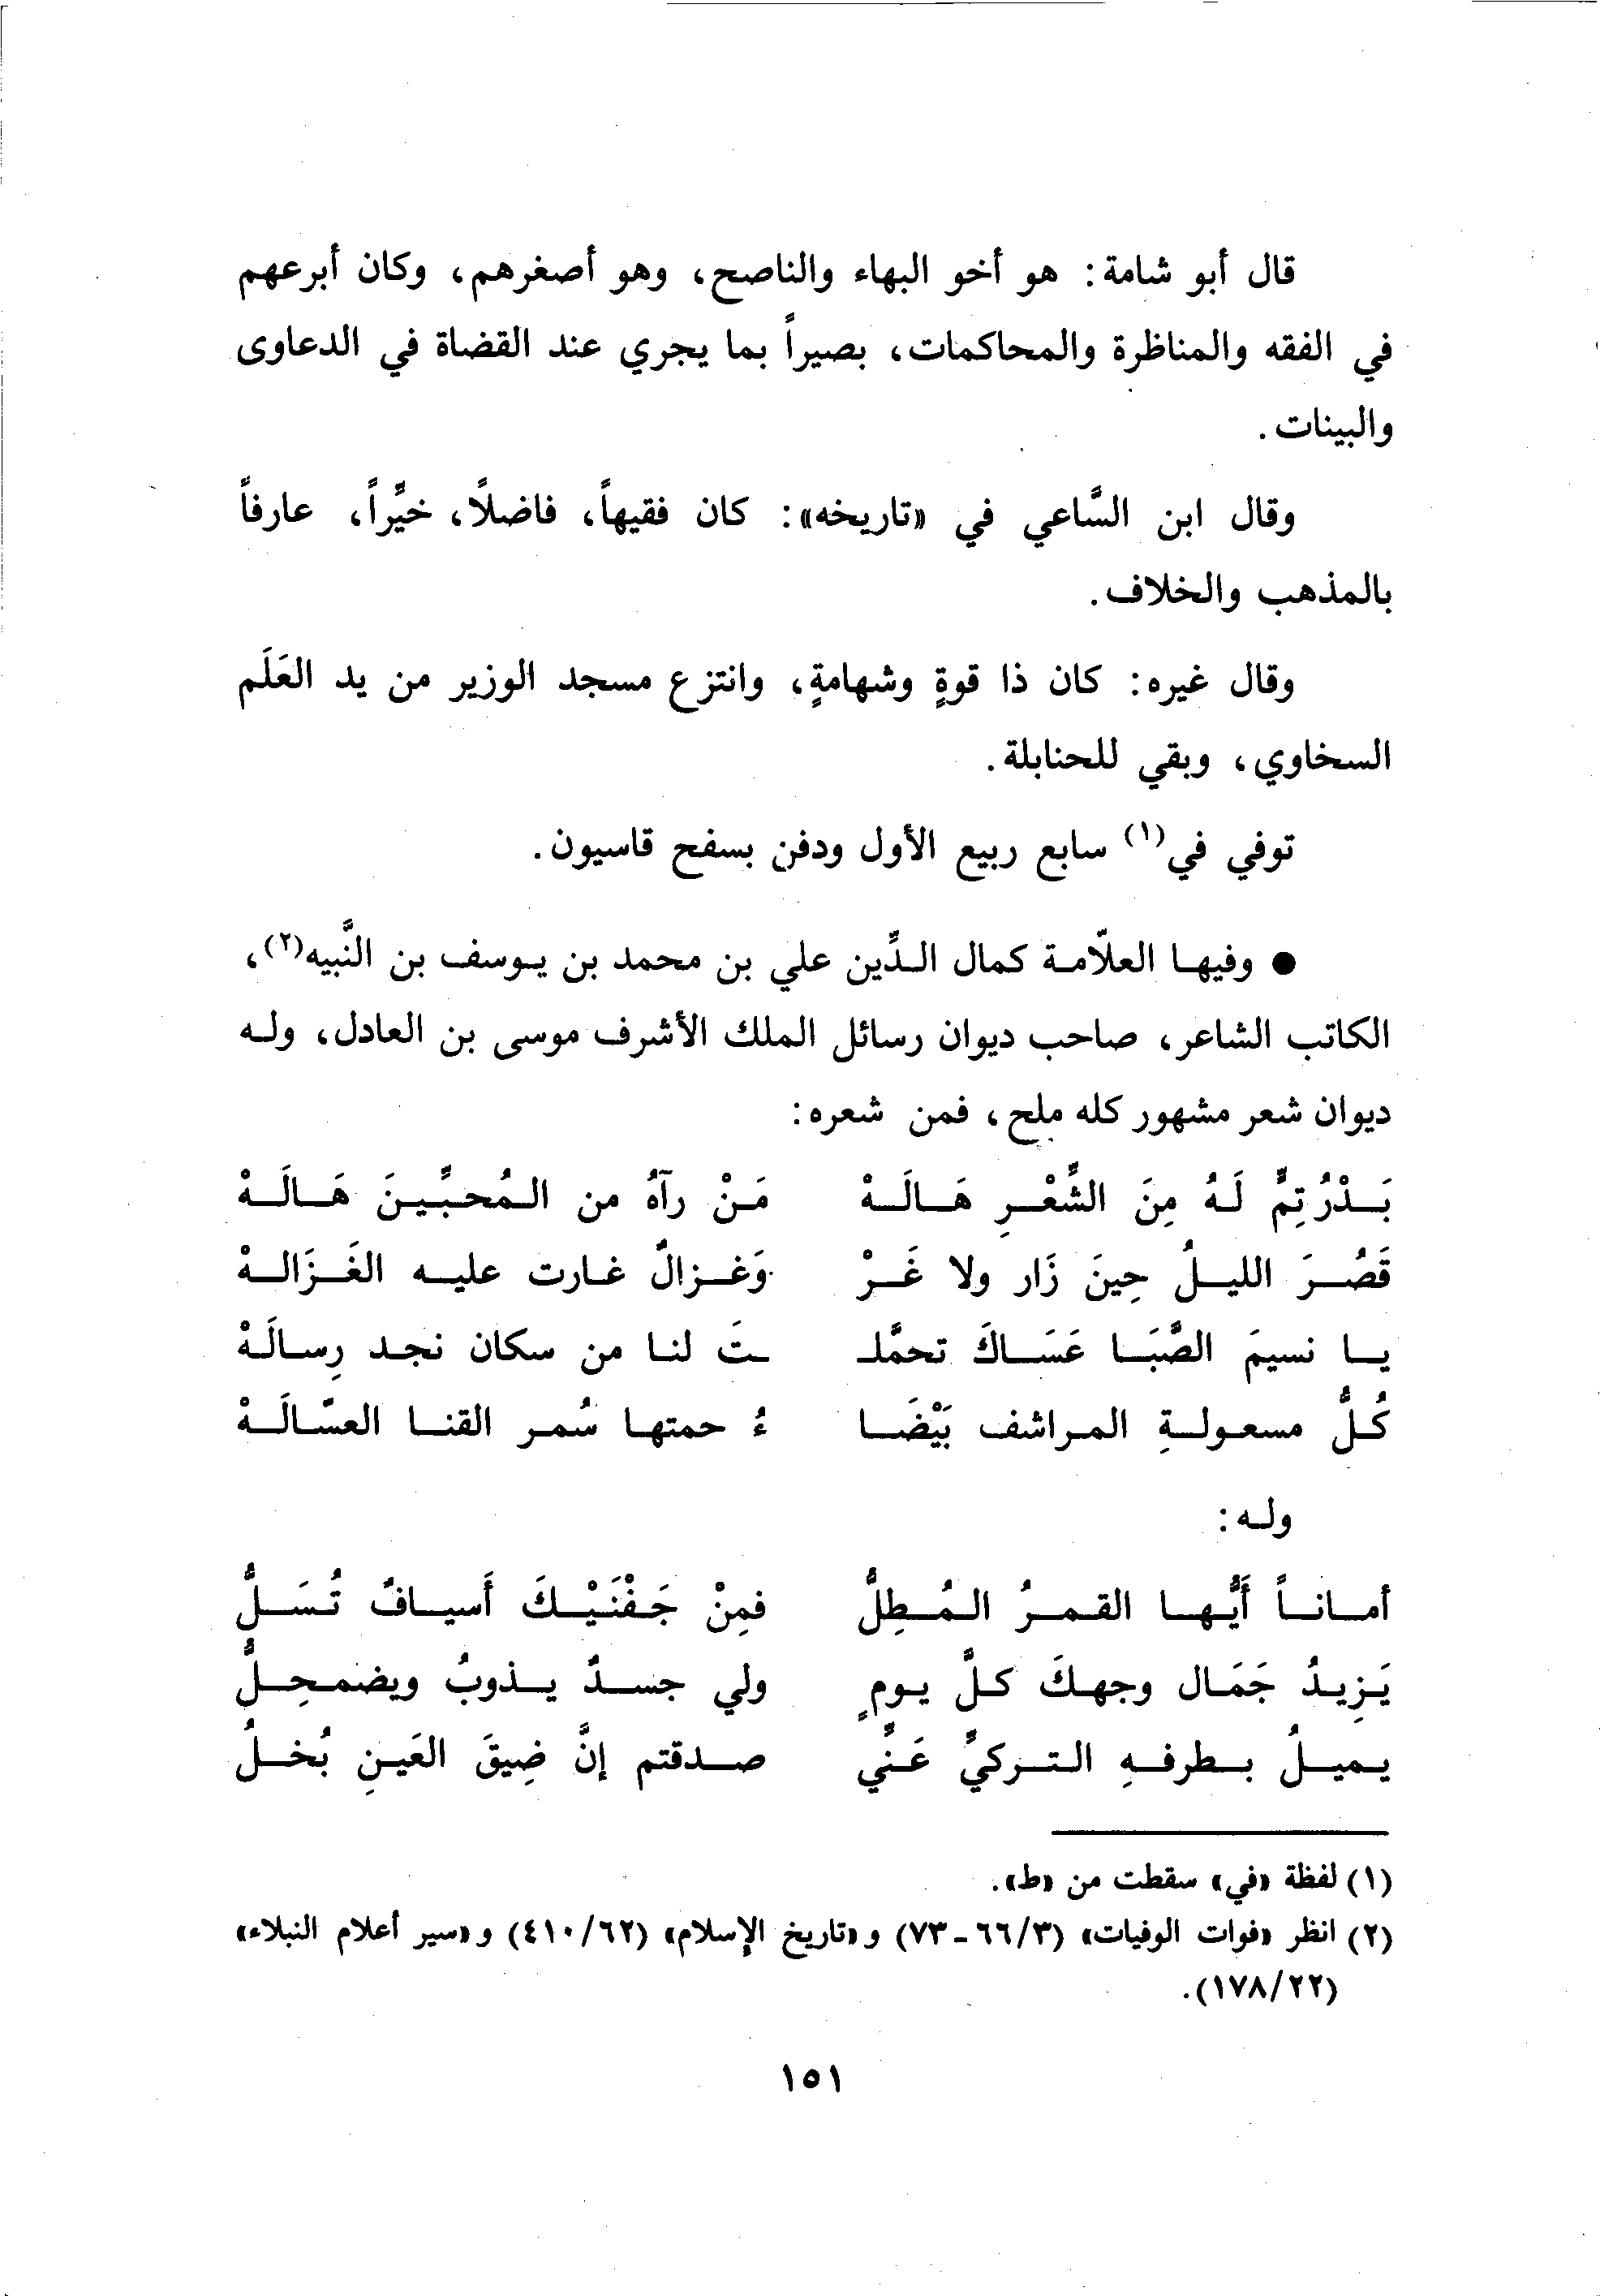 قال أبو شامة: هو أخو البهاء والناصح، وهو أصغرهم، وكان أبرعهم
في الفقه والمناظرة والمحاكمات، بصيراً بما يجري عند القضاة في الدعاوى
والبينات.
وقال ابن السَّاعي في «تاريخه»: كان فقيهاً، فاضلًا، خيِّراً، عارفاً
بالمذهب والخلاف.
وقال غيره: كان ذا قوةٍ وشهامةٍ، وانتزع مسجد الوزير من يد العَلَم
السخاوي، وبقي للحنابلة.
توفي في(١) سابع ربيع الأول ودفن بسفح قاسيون.
● وفيها العلّامة كمال الدِّين علي بن محمد بن يوسف بن النَّبيه(٢)،
الكاتب الشاعر، صاحب ديوان رسائل الملك الأشرف موسى بن العادل، وله
ديوان شعر مشهور كله ملح، فمن شعره:
بَدْرُ تِمٍّ لَهُ مِنَ الشَّعْرِ هَالَهْ مَنْ رآهُ من المُحبِّينَ هَالَهْ
قَصُرَ الليلُ حِينَ زَار ولا غَرْ وَغزالٌ غارت عليه الغَزَالهْ
يا نسيمَ الصَّبَا عَسَاكَ تحمَّلـ ـتَ لنا من سكان نجد رِسالَهْ
كُلُّ مسعولةِ المراشف بَيْضَا ءُ حمتها سُمر القنا العسّالَهْ
وله:
أماناً أَيُّها القمرُ المُطِلُّ فمِنْ جَفْنَيْكَ أَسيافٌ تُسَلُّ
يَزِيدُ جَمَال وجهكَ كلَّ يومٍ ولي جسدٌ يذوبُ ويضمحِلُّ
يميلُ بطرفهِ التركيِّ عَنِّي صدقتم إنَّ ضِيقَ العَينِ بُخلُ
(١) لفظة «في» سقطت من «ط».
(٢) انظر «فوات الوفيات» (٣/٦٦ ـ ٧٣) و«تاريخ الإسلام» (٦٢/٤١٠) و«سير أعلام النبلاء»
(٢٢/١٧٨).
١٥١